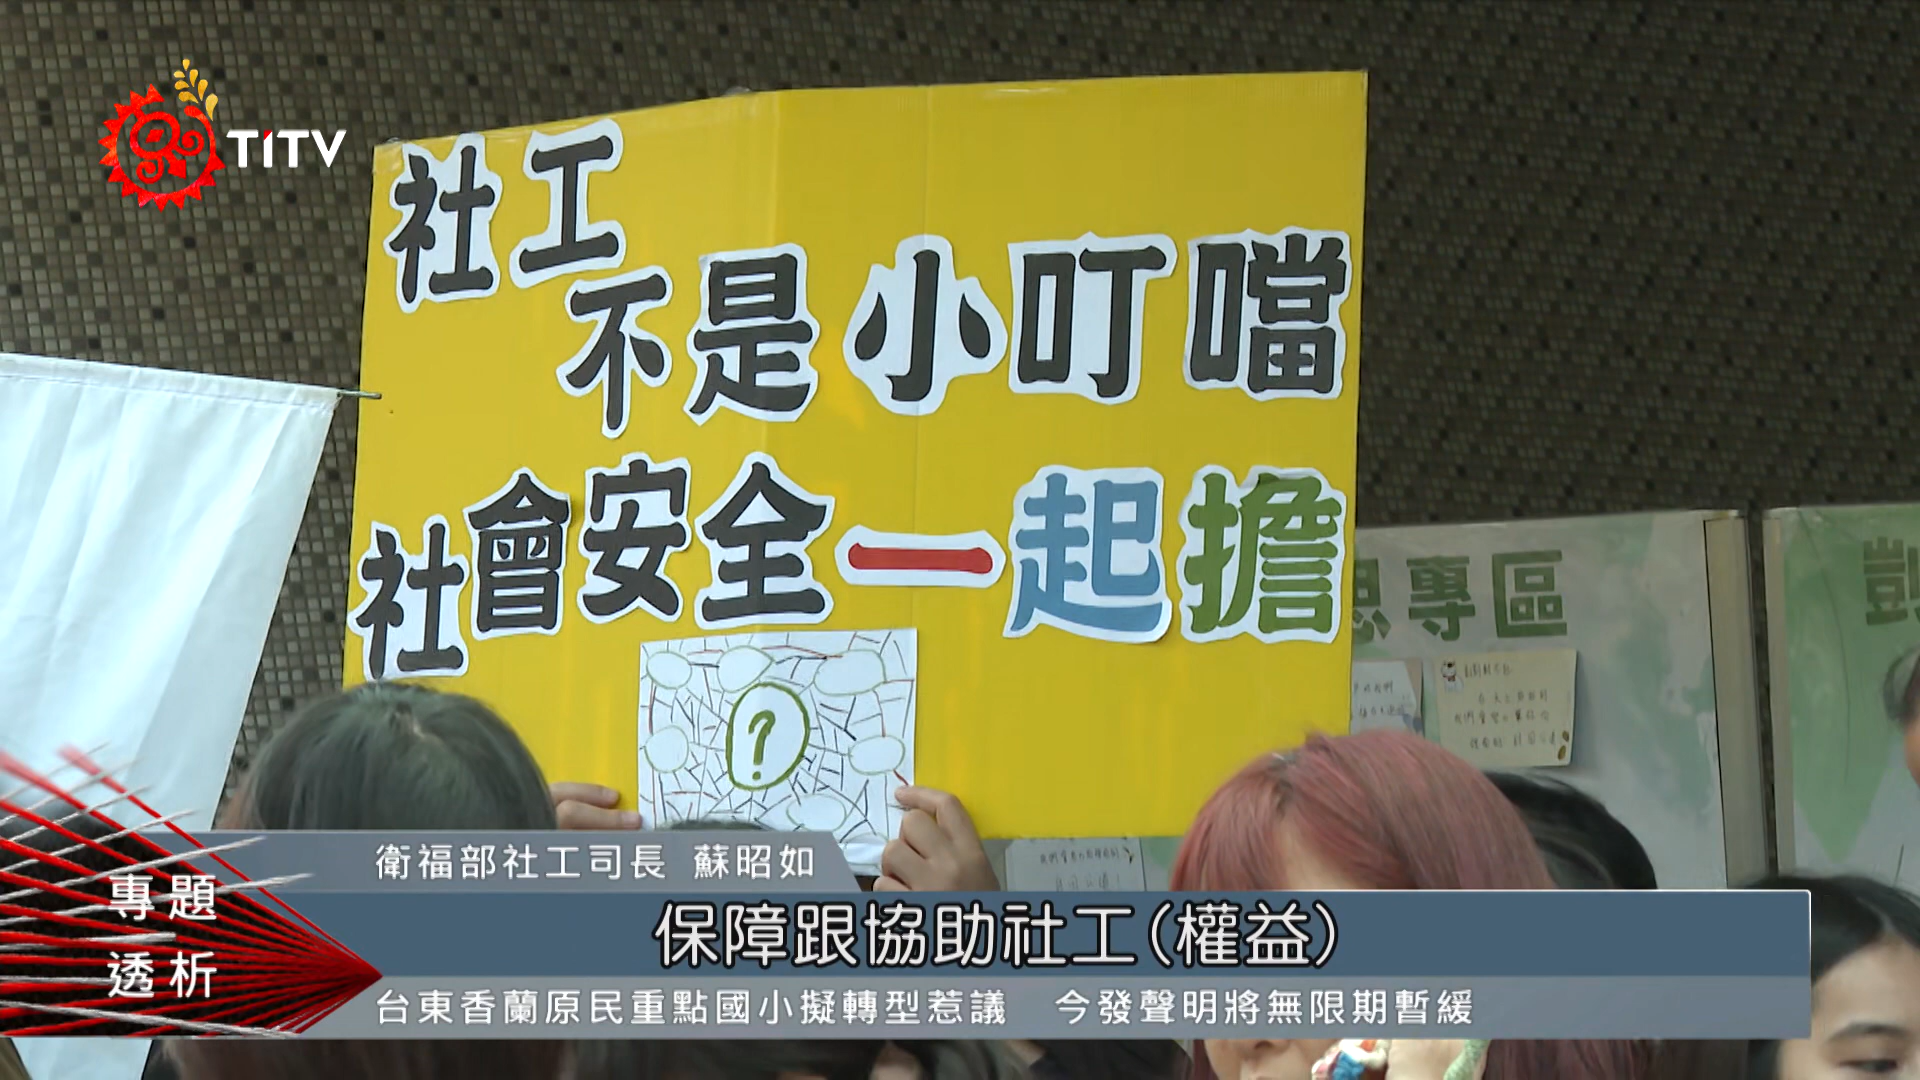 TiTV
社工
不是小叮噹
社會安全一起擔
?
思專區
凱
衛福部社工司長 蘇昭如
專題
透析
保障跟協助社工(權益)
台東香蘭原民重點國小擬轉型惹議 今發聲明將無限期暫緩